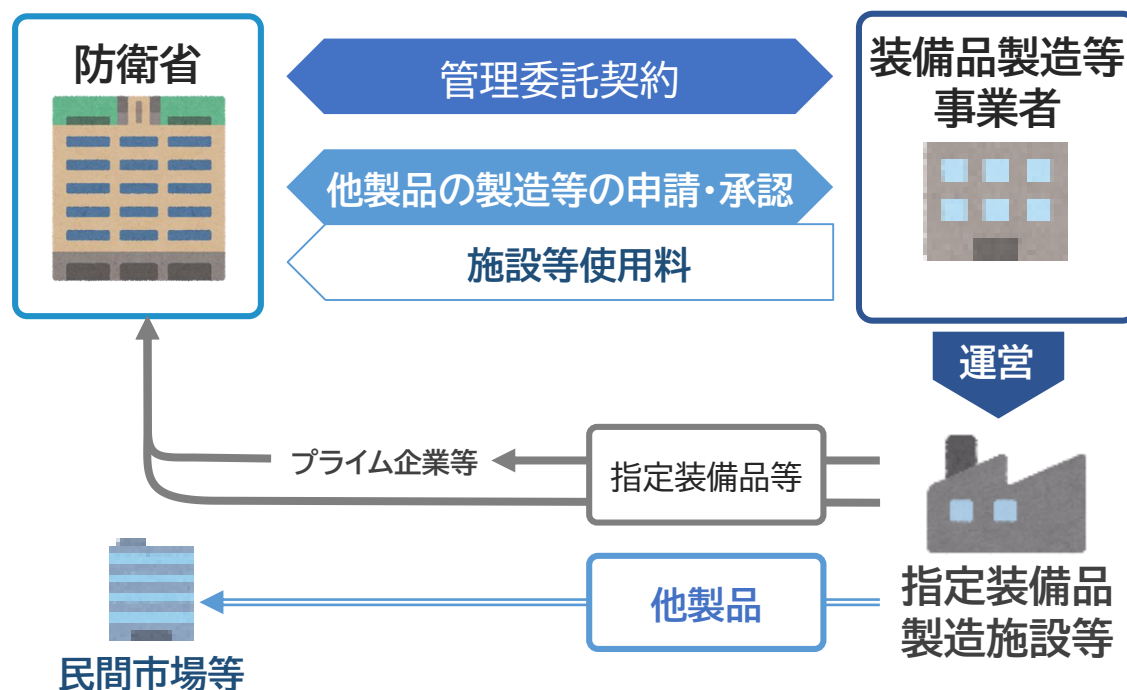 防衛省
管理委託契約
装備品製造等
事業者
他製品の製造等の申請・承認
施設等使用料
運営
プライム企業等
指定装備品等
他製品
指定装備品
製造施設等
民間市場等